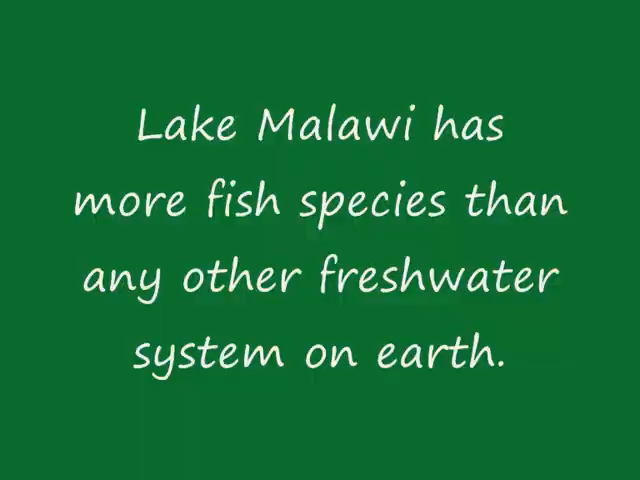 Lake Malawi has
more fish species than
any other freshwater
system on earth.